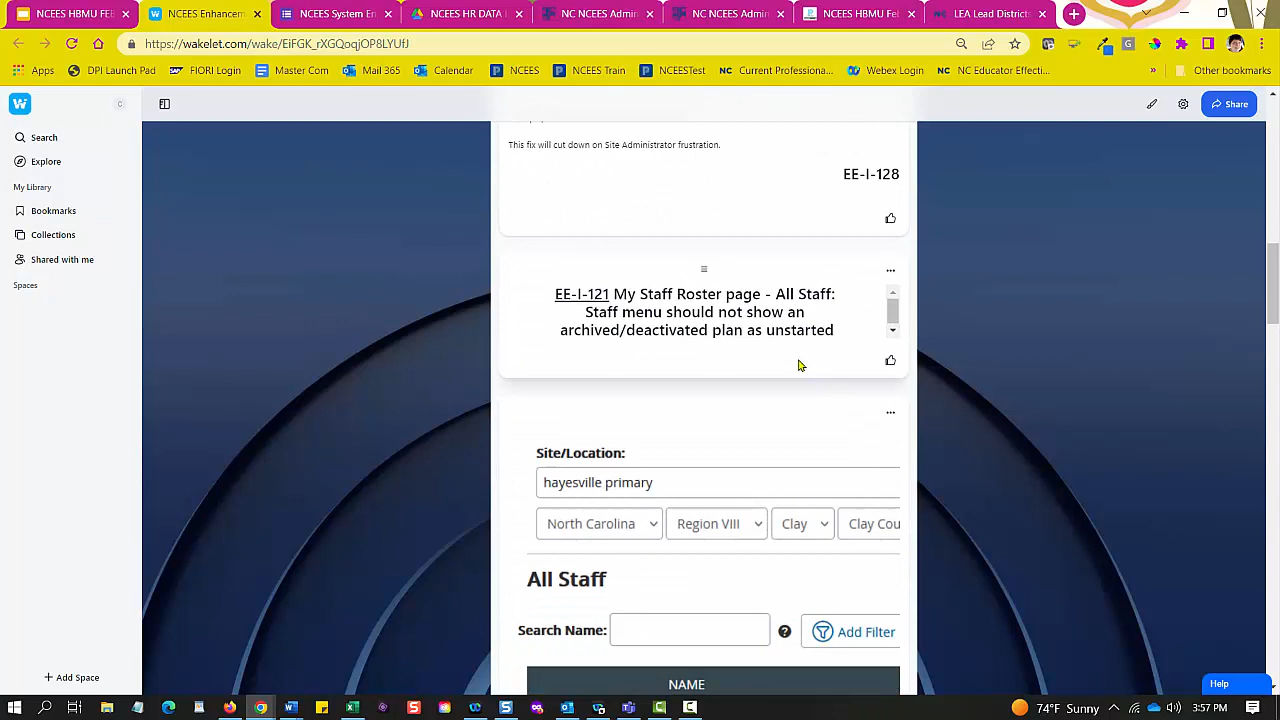 NCEES HBMU FEB
NCEES Enhancem
NCEES System En
NCEES HR DATA
NC NCEES Admin
NC NCEES Admin
NCEES HBMU Fel
LEA Lead Districts
https://wakelet.com/wake/EiFGK_rXGQoqjOP8LYUfJ
Apps
DPI Launch Pad
FIORI Login
Master Com
Mail 365
Calendar
NCEES
NCEES Train
NCEESTest
NC Current Professiona...
Webex Login
NC NC Educator Effecti...
»
Other bookmarks
W
C
Share
Search
Explore
My Library
Bookmarks
Collections
Shared with me
Spaces
This fix will cut down on Site Administrator frustration.
EE-I-128
EE-I-121 My Staff Roster page - All Staff:
Staff menu should not show an
archived/deactivated plan as unstarted
Site/Location:
hayesville primary
North Carolina
Region VIII
Clay
Clay Cou
All Staff
Search Name:
Add Filter
NAME
+ Add Space
Help
74°F Sunny
3:57 PM